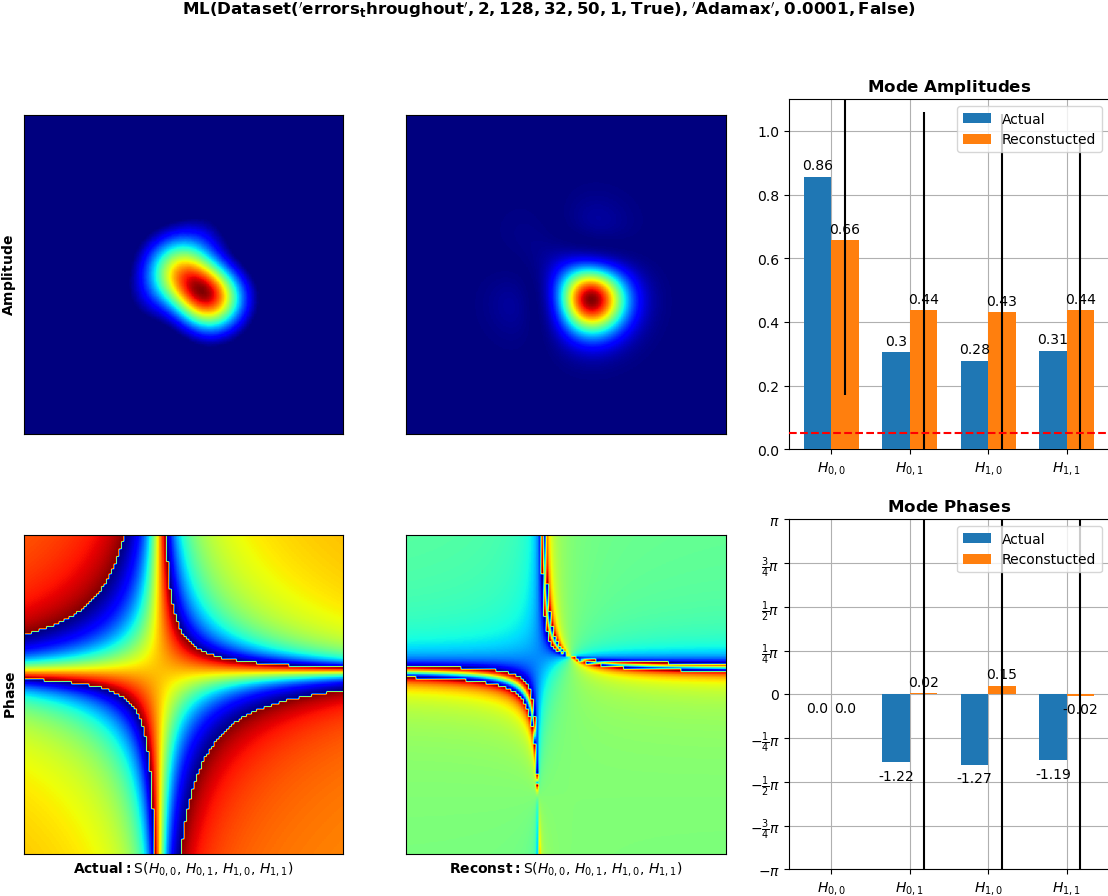 ML(Dataset('errors_throughout', 2, 128, 32, 50, 1, True), 'Adamax', 0.0001, False)
Amplitude
Mode Amplitudes
Actual
Reconstucted
1.0
0.8
0.6
0.4
0.2
0.0
0.86
0.66
0.3
0.44
0.28
0.43
0.31
0.44
H0,0
H0,1
H1,0
H1,1
Phase
Actual: S(H0,0, H0,1, H1,0, H1,1)
Reconst: S(H0,0, H0,1, H1,0, H1,1)
Mode Phases
Actual
Reconstucted
π
3/4π
1/2π
1/4π
0
−1/4π
−1/2π
−3/4π
−π
0.0
0.0
-1.22
0.02
-1.27
0.15
-1.19
-0.02
H0,0
H0,1
H1,0
H1,1